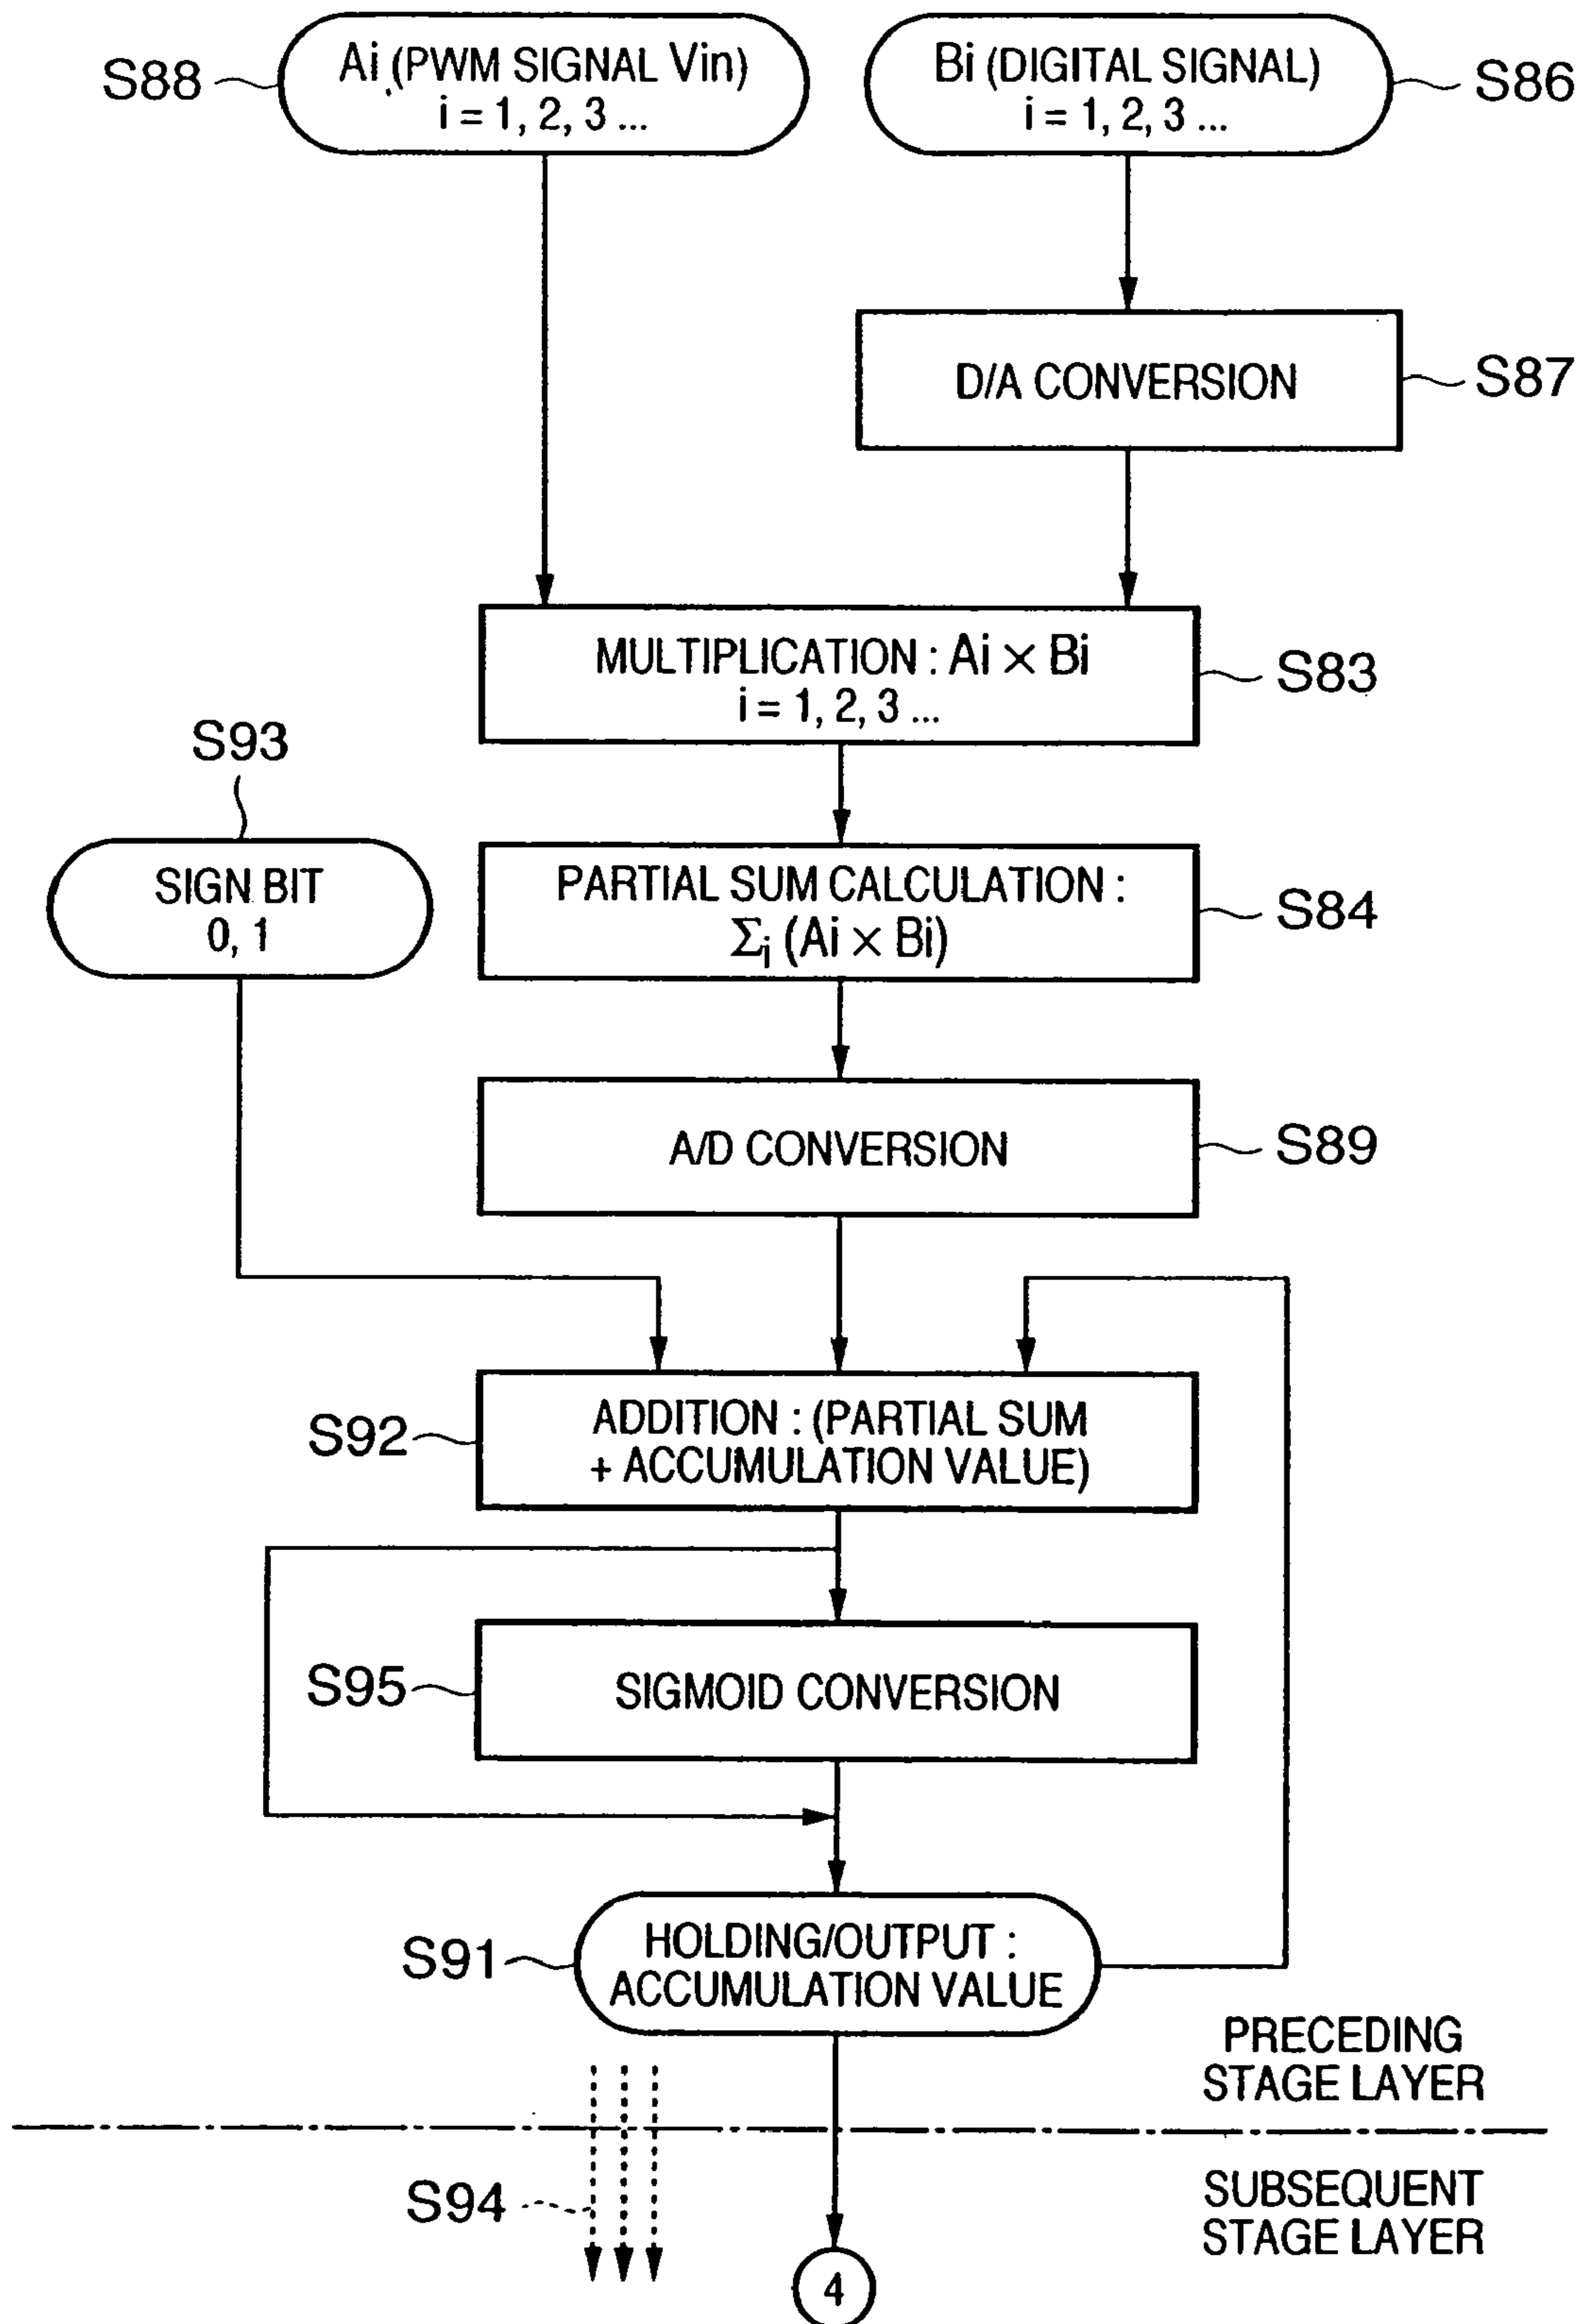 S88
Ai (PWM SIGNAL Vin)
i = 1, 2, 3 ...
Bi (DIGITAL SIGNAL)
i = 1, 2, 3 ...
S86
D/A CONVERSION
S87
MULTIPLICATION : Ai × Bi
i = 1, 2, 3 ...
S83
S93
SIGN BIT
0, 1
PARTIAL SUM CALCULATION :
Σi (Ai × Bi)
S84
A/D CONVERSION
S89
S92
ADDITION : (PARTIAL SUM
+ ACCUMULATION VALUE)
S95
SIGMOID CONVERSION
S91
HOLDING/OUTPUT :
ACCUMULATION VALUE
PRECEDING
STAGE LAYER
S94
SUBSEQUENT
STAGE LAYER
4